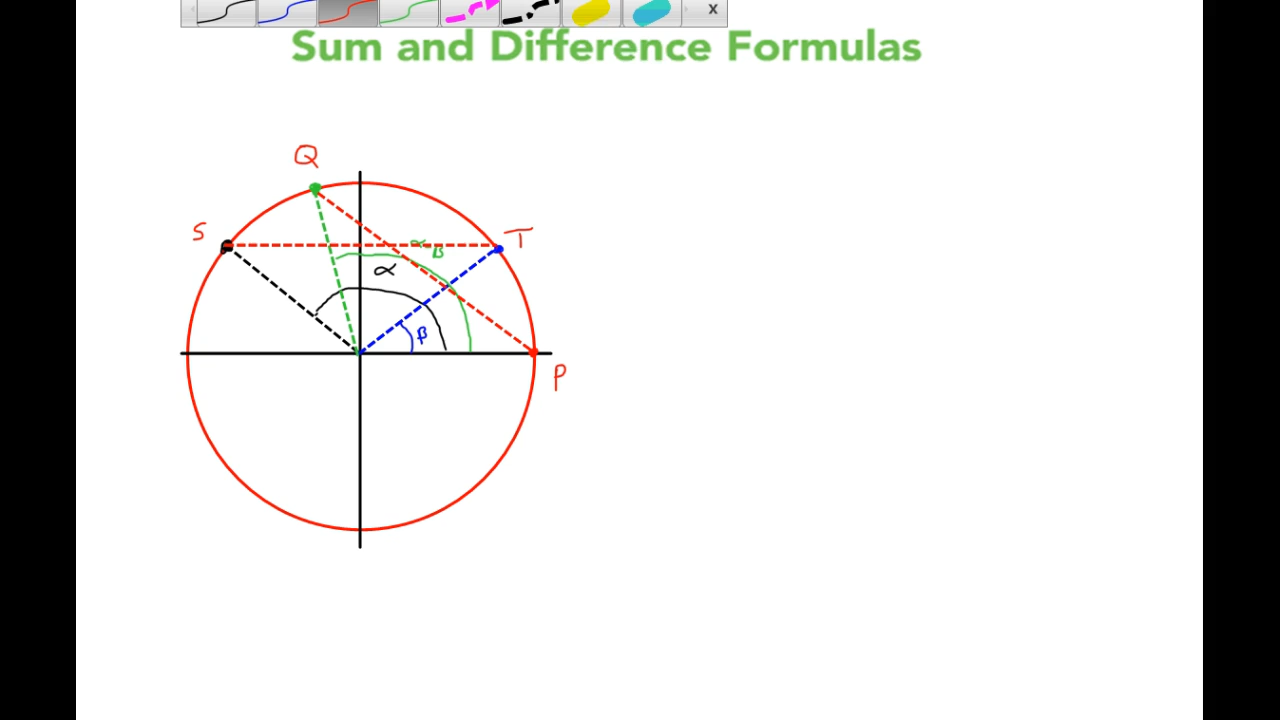 x
Sum and Difference Formulas
Q
S
T
α-β
α
β
P